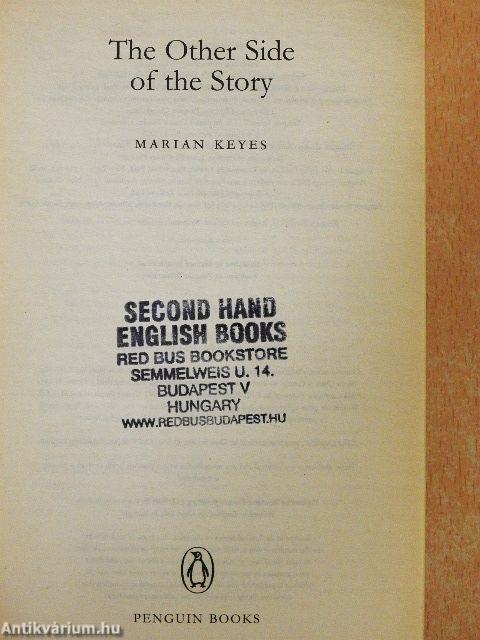 The Other Side
of the Story
MARIAN KEYES
SECOND HAND
ENGLISH BOOKS
RED BUS BOOKSTORE
SEMMELWEIS U. 14.
BUDAPEST V
HUNGARY
WWW.REDBUSBUDAPEST.HU
PENGUIN BOOKS
Antikvárium.hu